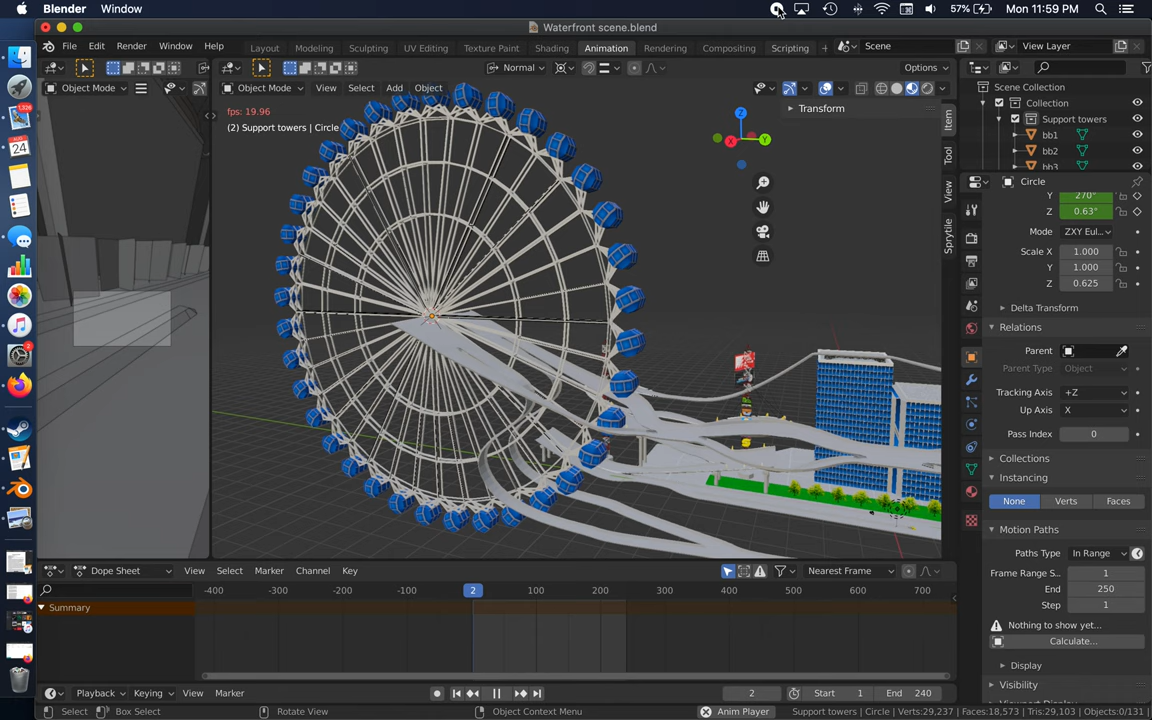 Blender Window 57% Mon 11:59 PM
Waterfront scene.blend
File Edit Render Window Help Layout Modeling Sculpting UV Editing Texture Paint Shading Animation Rendering Compositing Scripting + Scene View Layer
Normal Options
Object Mode Object Mode View Select Add Object
fps: 19.96
(2) Support towers | Circle
Transform
Item
Tool
View
Sprytile
X
Y
Z
Scene Collection
Collection
Support towers
bb1
bb2
bb3
Circle
Y 270°
Z 0.63°
Mode ZXY Eul...
Scale X 1.000
Y 1.000
Z 0.625
Delta Transform
Relations
Parent
Parent Type Object
Tracking Axis +Z
Up Axis X
Pass Index 0
Collections
Instancing
None Verts Faces
Motion Paths
Paths Type In Range
Frame Range S... 1
End 250
Step 1
Nothing to show yet...
Calculate...
Display
Visibility
Dope Sheet View Select Marker Channel Key Nearest Frame
-400 -300 -200 -100 2 100 200 300 400 500 600 700
Summary
Playback Keying View Marker 2 Start 1 End 240
Select Box Select Rotate View Object Context Menu Anim Player Support towers | Circle | Verts:29,237 | Faces:18,573 | Tris:29,103 | Objects:0/131